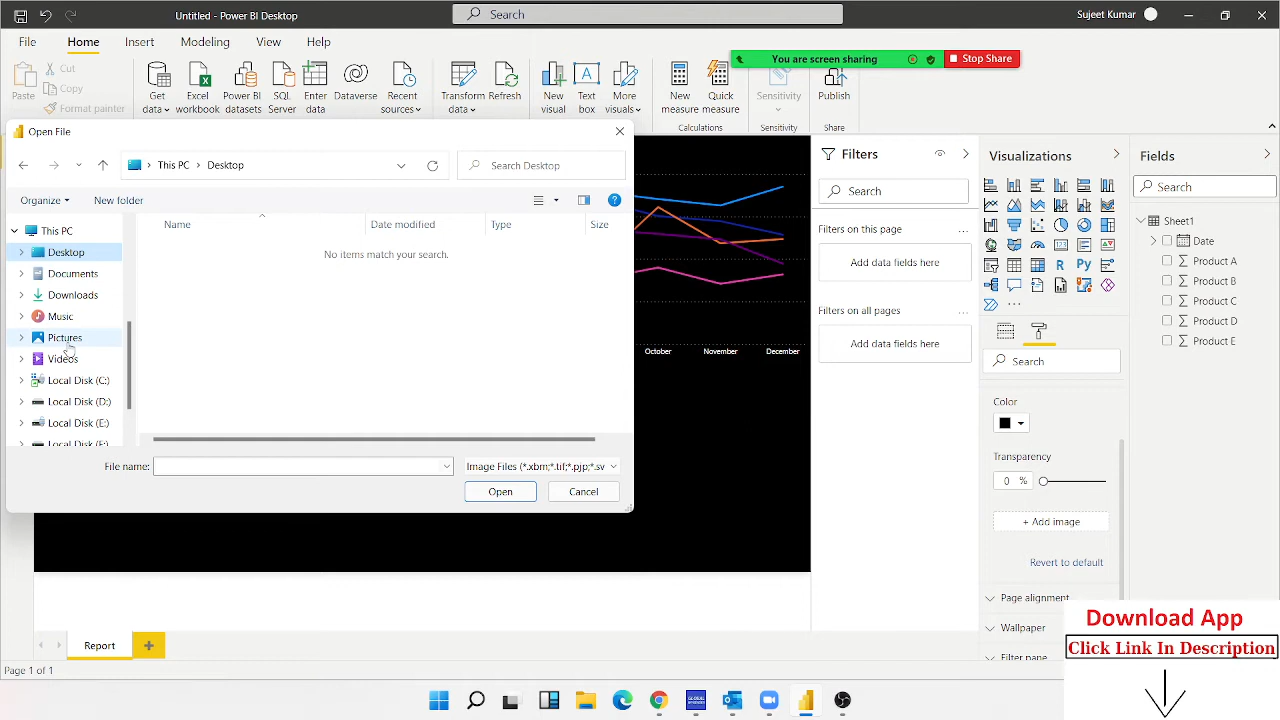 Untitled - Power BI Desktop
Search
Sujeet Kumar
File
Home
Insert
Modeling
View
Help
You are screen sharing
Stop Share
Paste
Cut
Copy
Format painter
Get data
Excel workbook
Power BI datasets
SQL Server
Enter data
Dataverse
Recent sources
Transform data
Refresh
New visual
Text box
More visuals
New measure
Quick measure
Sensitivity
Publish
Calculations
Sensitivity
Share
Open File
This PC
Desktop
Search Desktop
Organize
New folder
This PC
Desktop
Documents
Downloads
Music
Pictures
Videos
Local Disk (C:)
Local Disk (D:)
Local Disk (E:)
Name
Date modified
Type
Size
No items match your search.
File name:
Image Files (*.xbm;*.tif;*.pjp;*.sv
Open
Cancel
October
November
December
Filters
Search
Filters on this page
Add data fields here
Filters on all pages
Add data fields here
Visualizations
R
Py
123
Search
Color
Transparency
0 %
+ Add image
Revert to default
Page alignment
Wallpaper
Filter pane
Fields
Search
Sheet1
Date
Product A
Product B
Product C
Product D
Product E
Download App
Click Link In Description
Report
Page 1 of 1